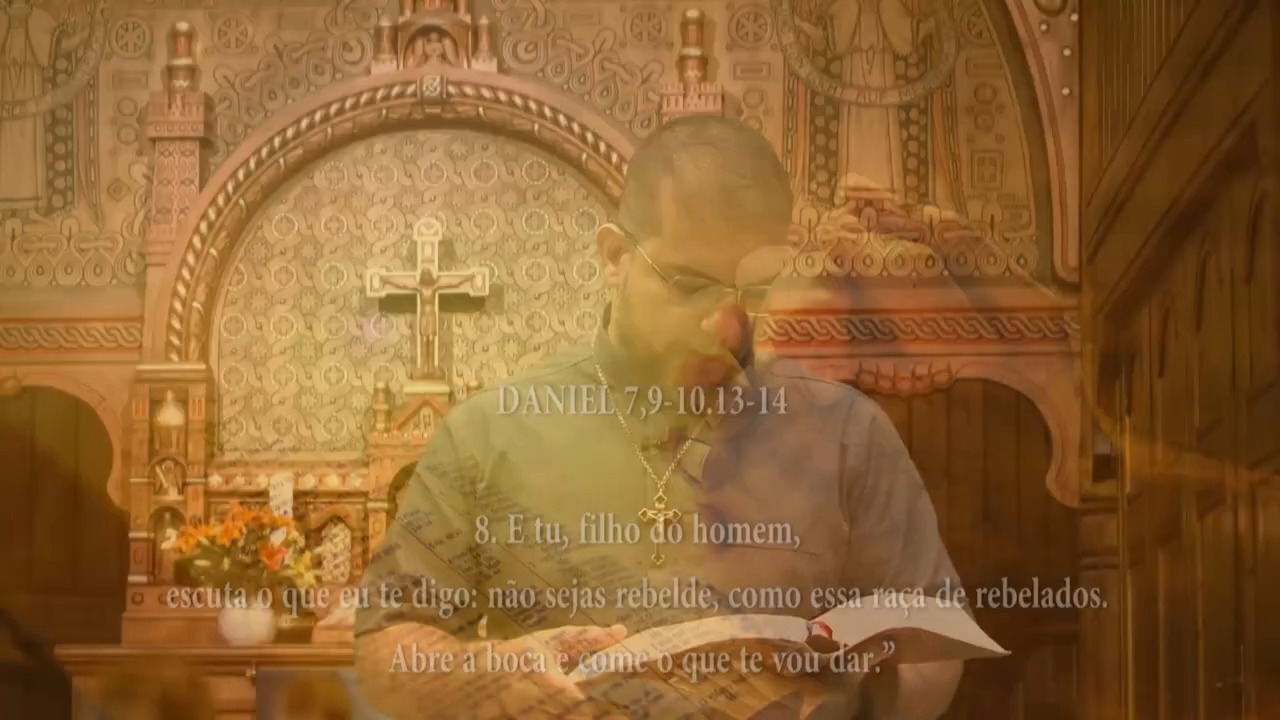 DANIEL 7,9-10.13-14
8. E tu, filho do homem,
escuta o que eu te digo: não sejas rebelde, como essa raça de rebelados.
Abre a boca e come o que te vou dar.”